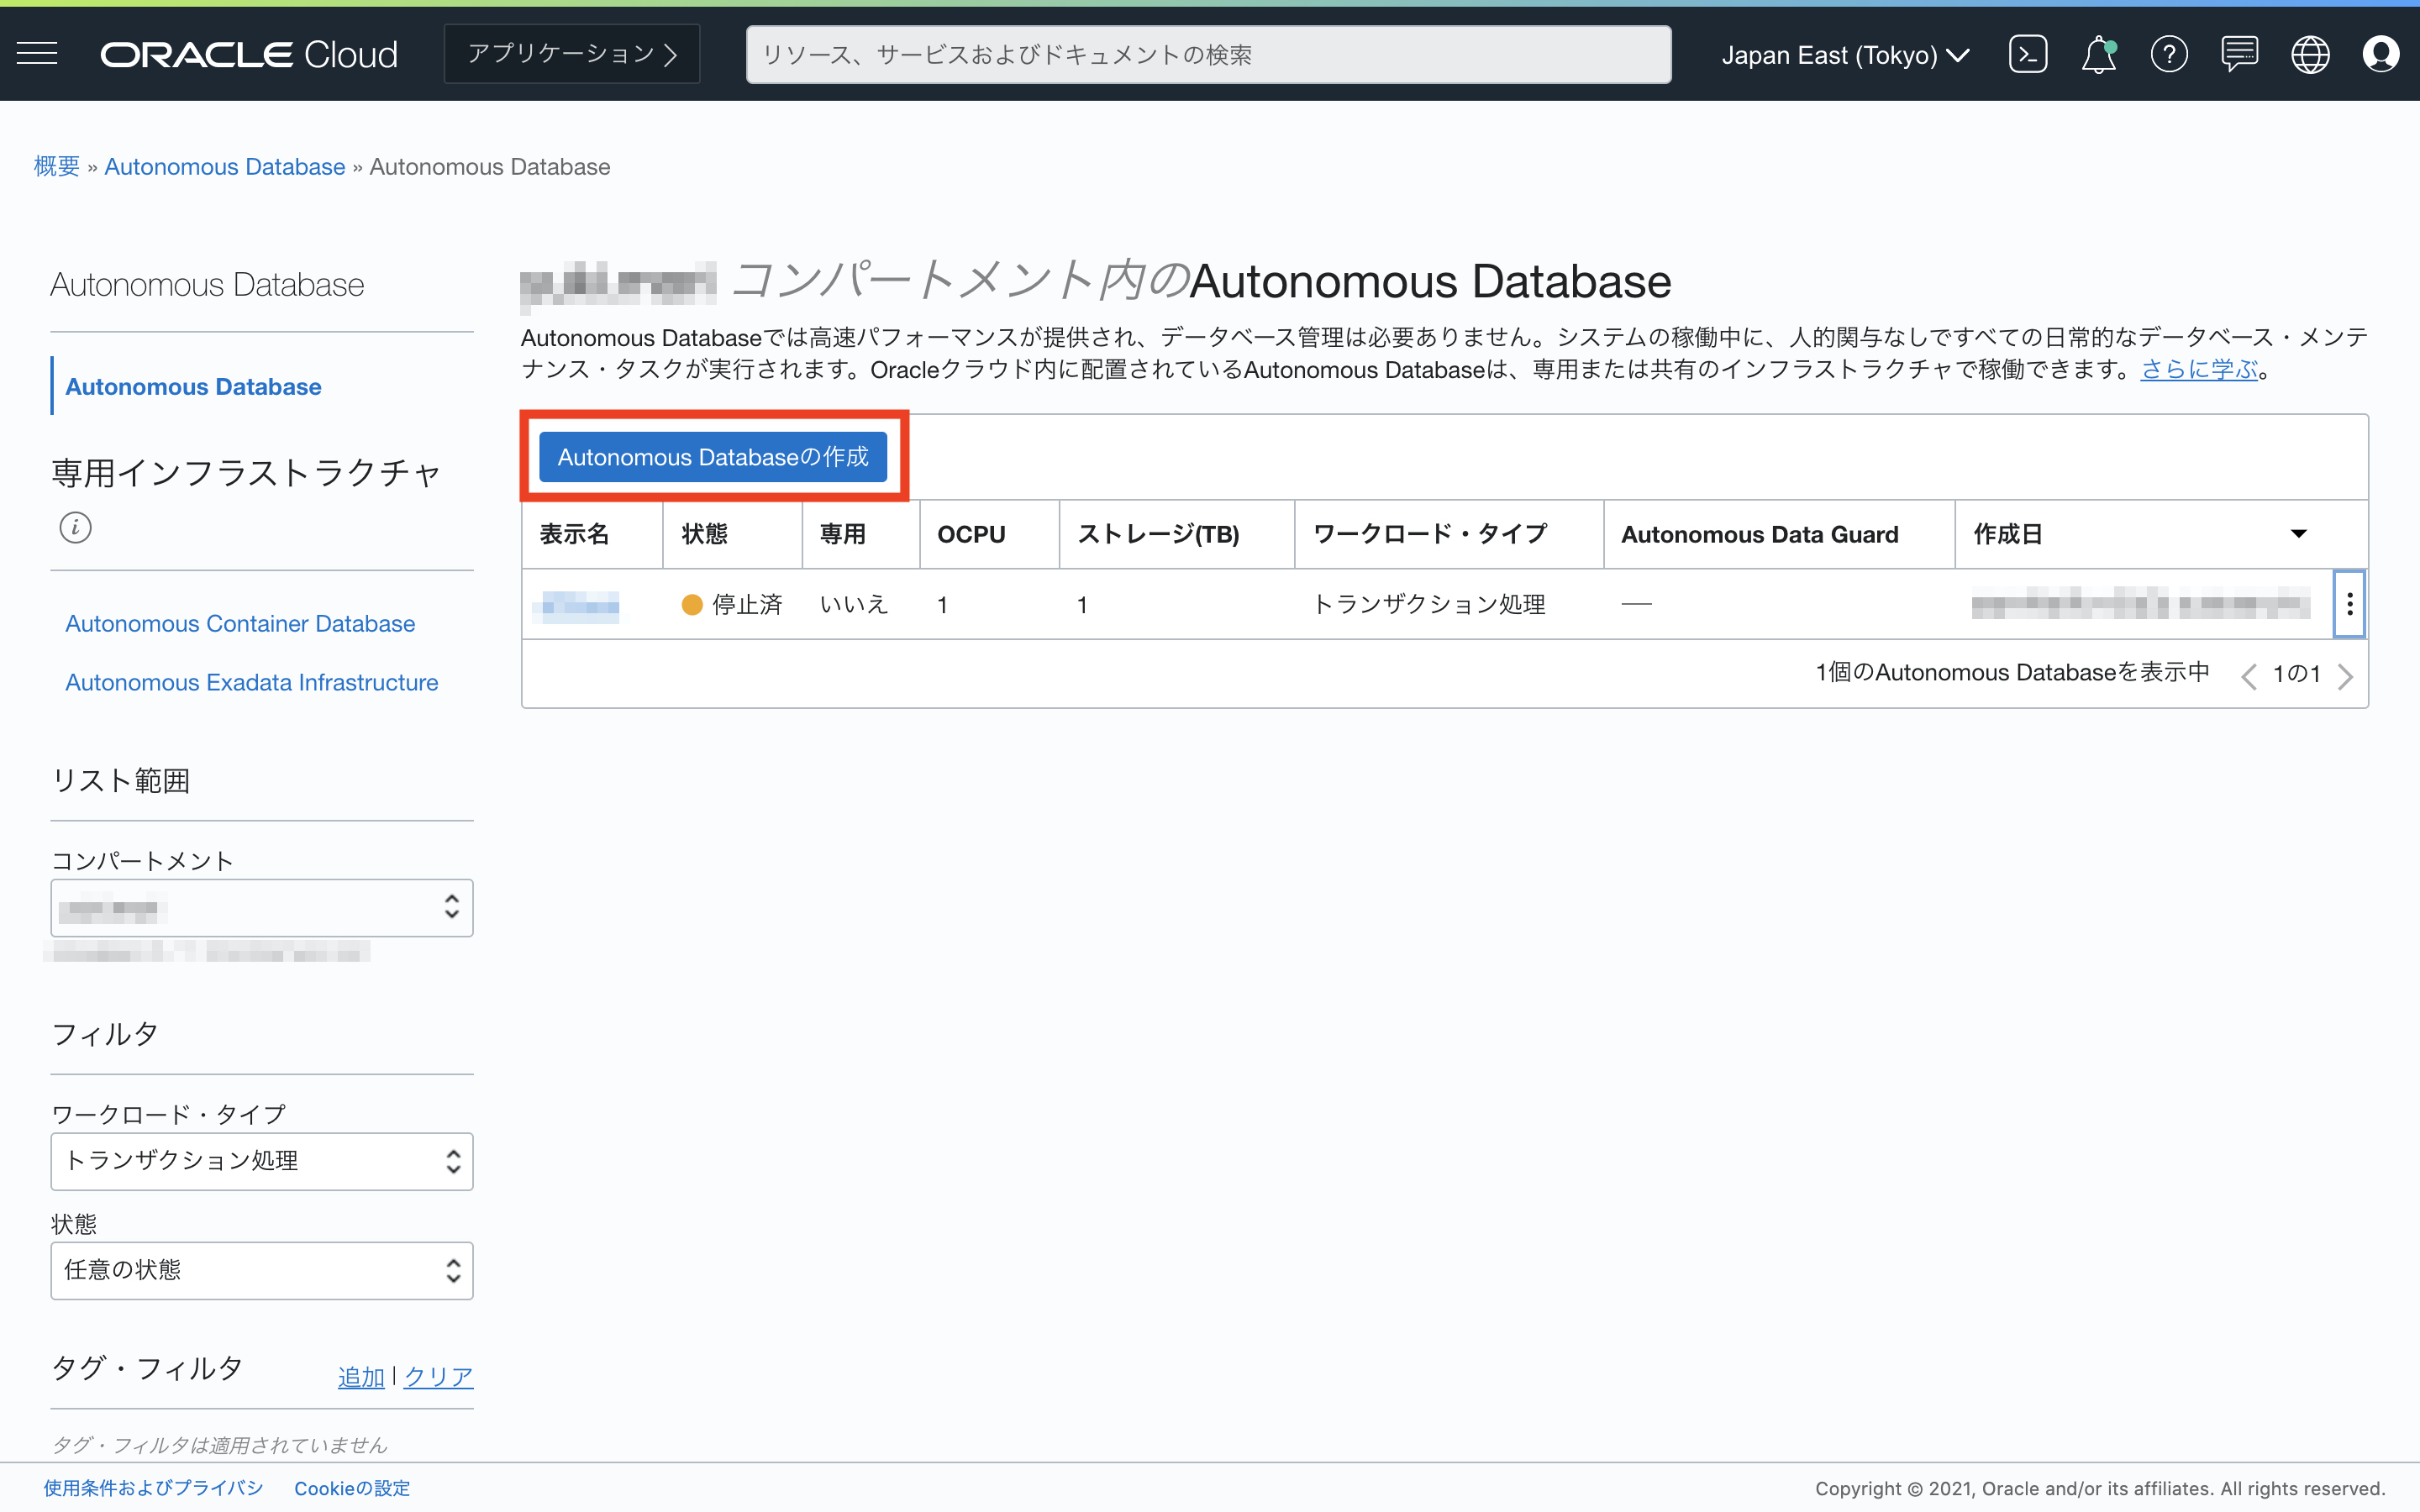 ORACLE Cloud
アプリケーション
リソース、サービスおよびドキュメントの検索
Japan East (Tokyo)
概要 » Autonomous Database » Autonomous Database
Autonomous Database
Autonomous Database
専用インフラストラクチャ
Autonomous Container Database
Autonomous Exadata Infrastructure
リスト範囲
コンパートメント
フィルタ
ワークロード・タイプ
トランザクション処理
状態
任意の状態
タグ・フィルタ 追加 | クリア
タグ・フィルタは適用されていません
コンパートメント内のAutonomous Database
Autonomous Databaseでは高速パフォーマンスが提供され、データベース管理は必要ありません。システムの稼働中に、人的関与なしですべての日常的なデータベース・メンテ
ナンス・タスクが実行されます。Oracleクラウド内に配置されているAutonomous Databaseは、専用または共有のインフラストラクチャで稼働できます。さらに学ぶ。
Autonomous Databaseの作成
表示名 状態 専用 OCPU ストレージ(TB) ワークロード・タイプ Autonomous Data Guard 作成日
停止済 いいえ 1 1 トランザクション処理 —
1個のAutonomous Databaseを表示中 1の1
使用条件およびプライバシ Cookieの設定
Copyright © 2021, Oracle and/or its affiliates. All rights reserved.